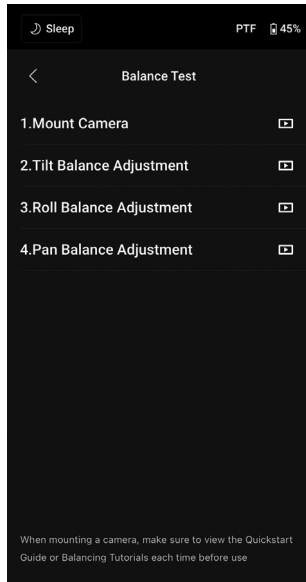 Sleep PTF 45%
Balance Test
1.Mount Camera
2.Tilt Balance Adjustment
3.Roll Balance Adjustment
4.Pan Balance Adjustment
When mounting a camera, make sure to view the Quickstart
Guide or Balancing Tutorials each time before use